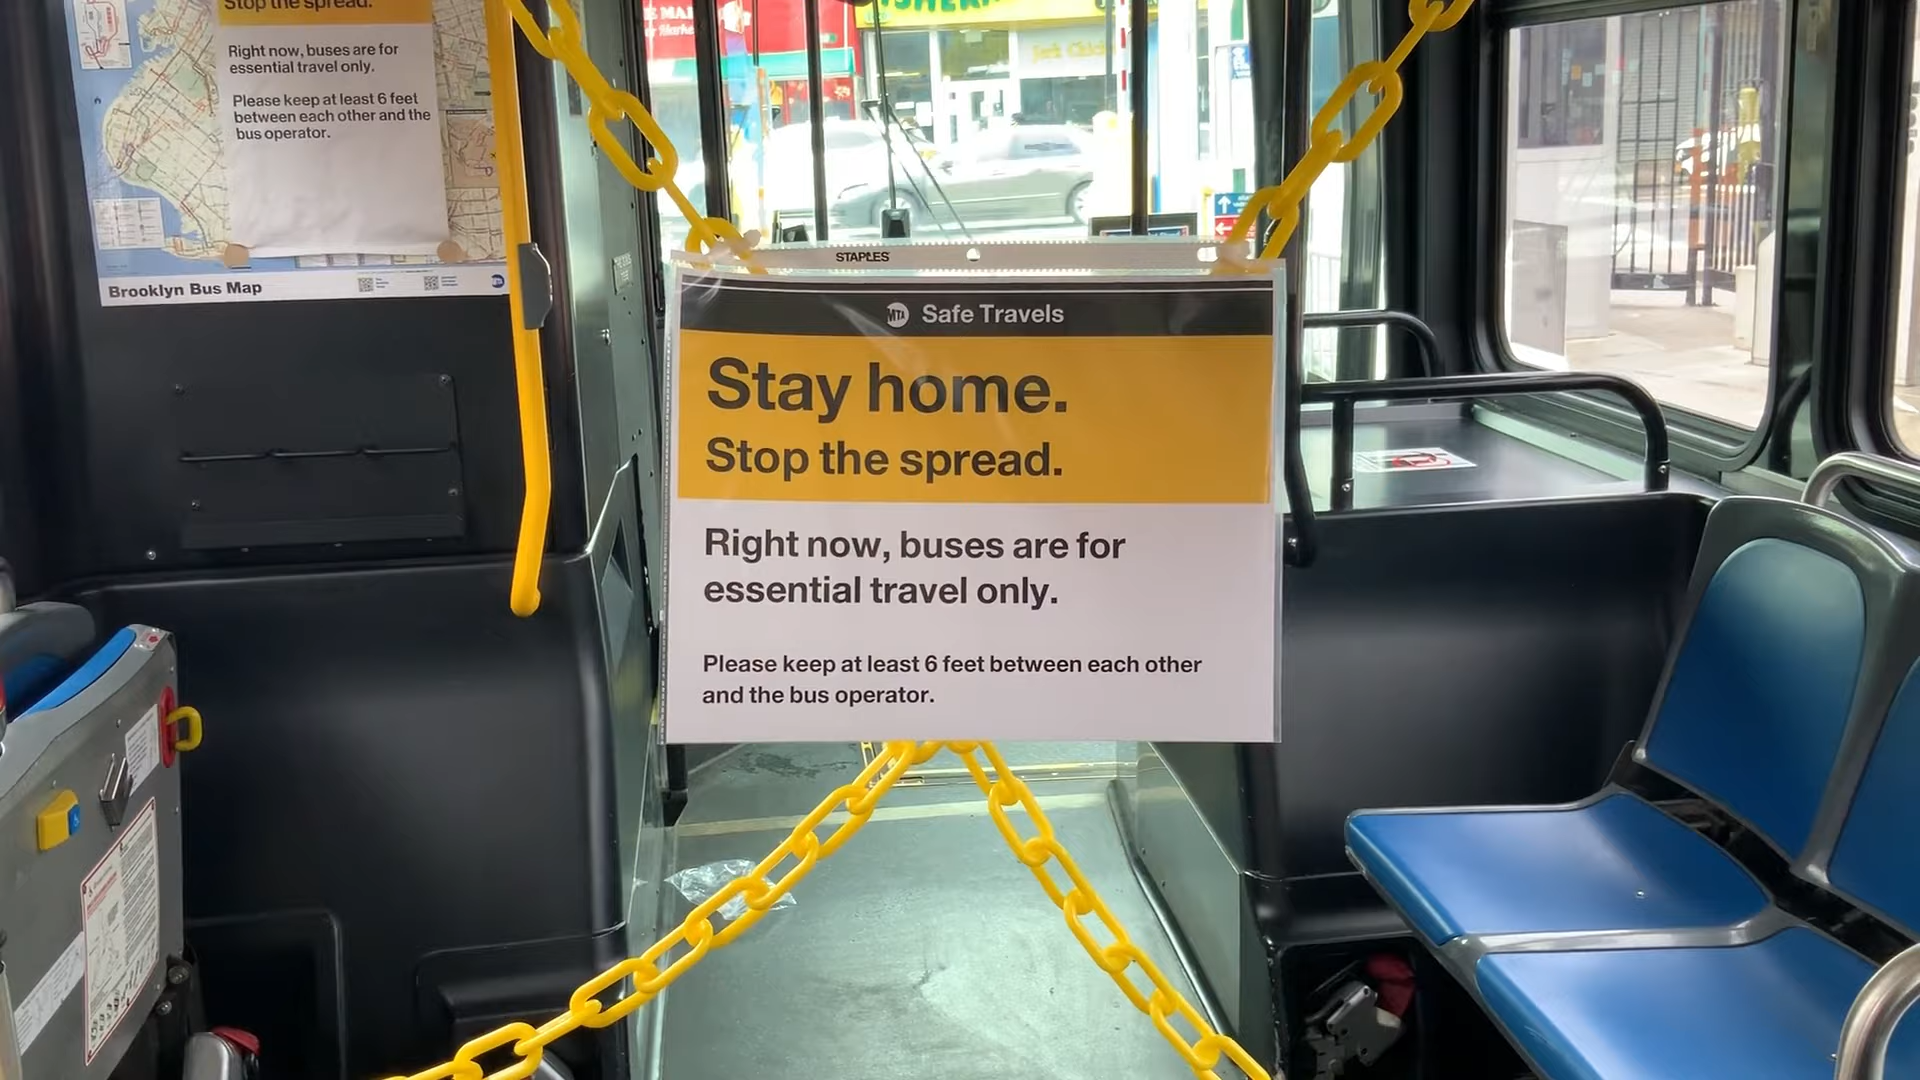 Stop the spread.
Right now, buses are for
essential travel only.
Please keep at least 6 feet
between each other and the
bus operator.
Brooklyn Bus Map
MTA
STAPLES
MTA Safe Travels
Stay home.
Stop the spread.
Right now, buses are for
essential travel only.
Please keep at least 6 feet between each other
and the bus operator.